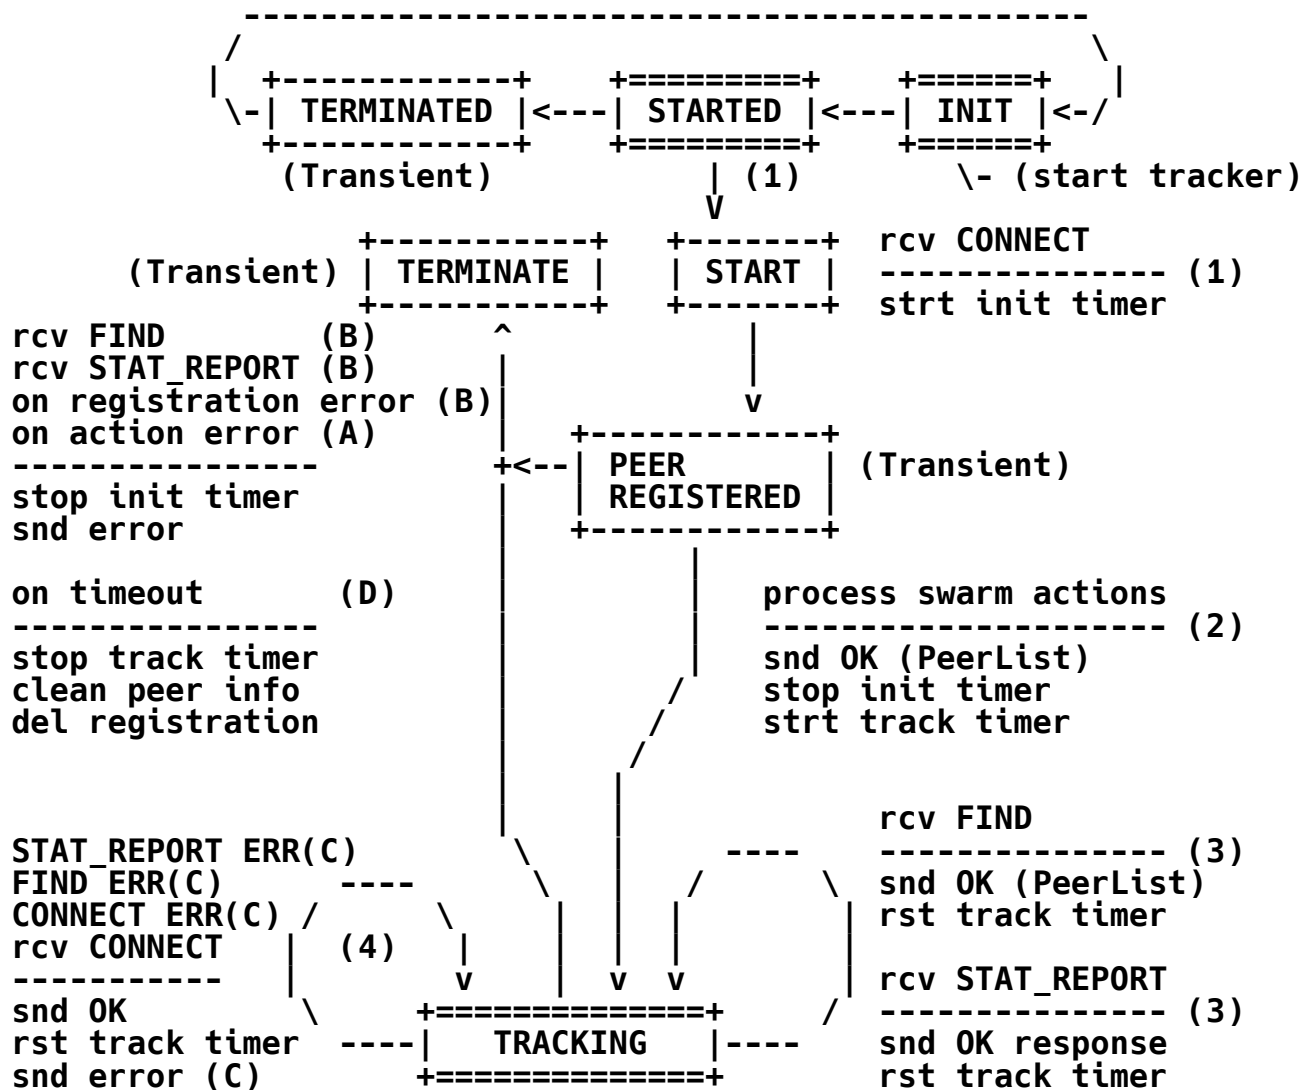 TERMINATED STARTED INIT
(Transient) (1) (start tracker)
rcv CONNECT
(Transient) TERMINATE START (1)
strt init timer
rcv FIND (B)
rcv STAT_REPORT (B)
on registration error (B)
on action error (A)
PEER (Transient)
stop init timer REGISTERED
snd error
on timeout (D) process swarm actions
(2)
stop track timer snd OK (PeerList)
clean peer info stop init timer
del registration strt track timer
rcv FIND
STAT_REPORT ERR(C) (3)
FIND ERR(C) snd OK (PeerList)
CONNECT ERR(C) rst track timer
rcv CONNECT (4)
rcv STAT_REPORT
snd OK (3)
rst track timer TRACKING snd OK response
snd error (C) rst track timer